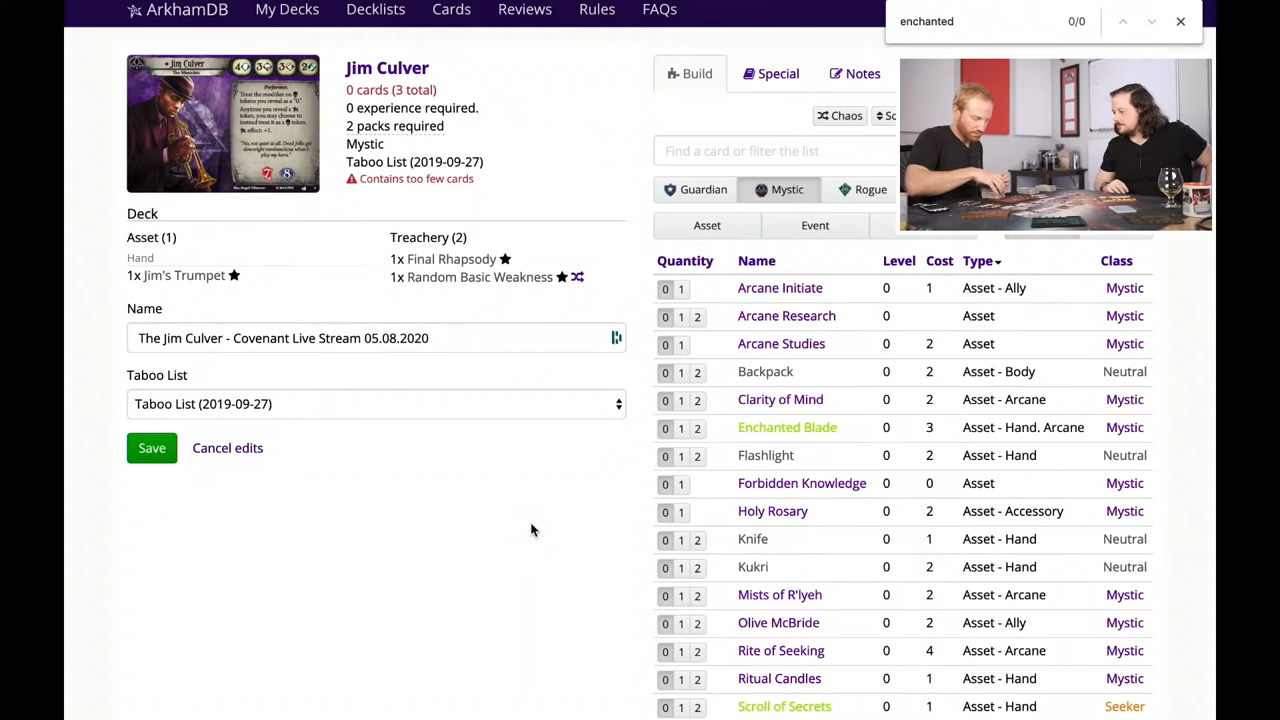 ArkhamDB My Decks Decklists Cards Reviews Rules FAQs
enchanted 0/0
Jim Culver
The Musician
Jim Culver
0 cards (3 total)
0 experience required.
2 packs required
Mystic
Taboo List (2019-09-27)
Contains too few cards
Build Special Notes
Chaos
Find a card or filter the list
Guardian Mystic Rogue
Asset Event
Deck
Asset (1)
Hand
1x Jim's Trumpet
Treachery (2)
1x Final Rhapsody
1x Random Basic Weakness
Name
The Jim Culver - Covenant Live Stream 05.08.2020
Taboo List
Taboo List (2019-09-27)
Save Cancel edits
Quantity Name Level Cost Type Class
0 1 Arcane Initiate 0 1 Asset - Ally Mystic
0 1 2 Arcane Research 0 Asset Mystic
0 1 Arcane Studies 0 2 Asset Mystic
0 1 2 Backpack 0 2 Asset - Body Neutral
0 1 2 Clarity of Mind 0 2 Asset - Arcane Mystic
0 1 2 Enchanted Blade 0 3 Asset - Hand. Arcane Mystic
0 1 2 Flashlight 0 2 Asset - Hand Neutral
0 1 Forbidden Knowledge 0 0 Asset Mystic
0 1 Holy Rosary 0 2 Asset - Accessory Mystic
0 1 2 Knife 0 1 Asset - Hand Neutral
0 1 2 Kukri 0 2 Asset - Hand Neutral
0 1 2 Mists of R'lyeh 0 2 Asset - Arcane Mystic
0 1 2 Olive McBride 0 2 Asset - Ally Mystic
0 1 2 Rite of Seeking 0 4 Asset - Arcane Mystic
0 1 2 Ritual Candles 0 1 Asset - Hand Mystic
0 1 2 Scroll of Secrets 0 1 Asset - Hand Seeker